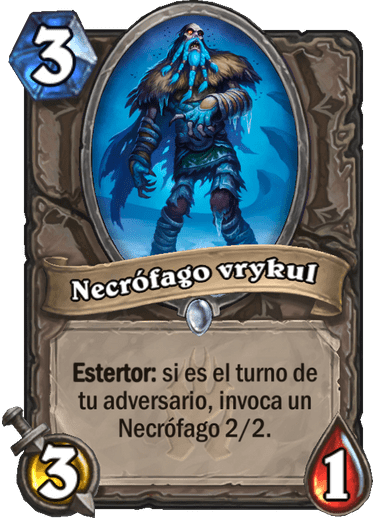 3
Necrófago vrykul
Estertor: si es el turno de
tu adversario, invoca un
Necrófago 2/2.
3
1